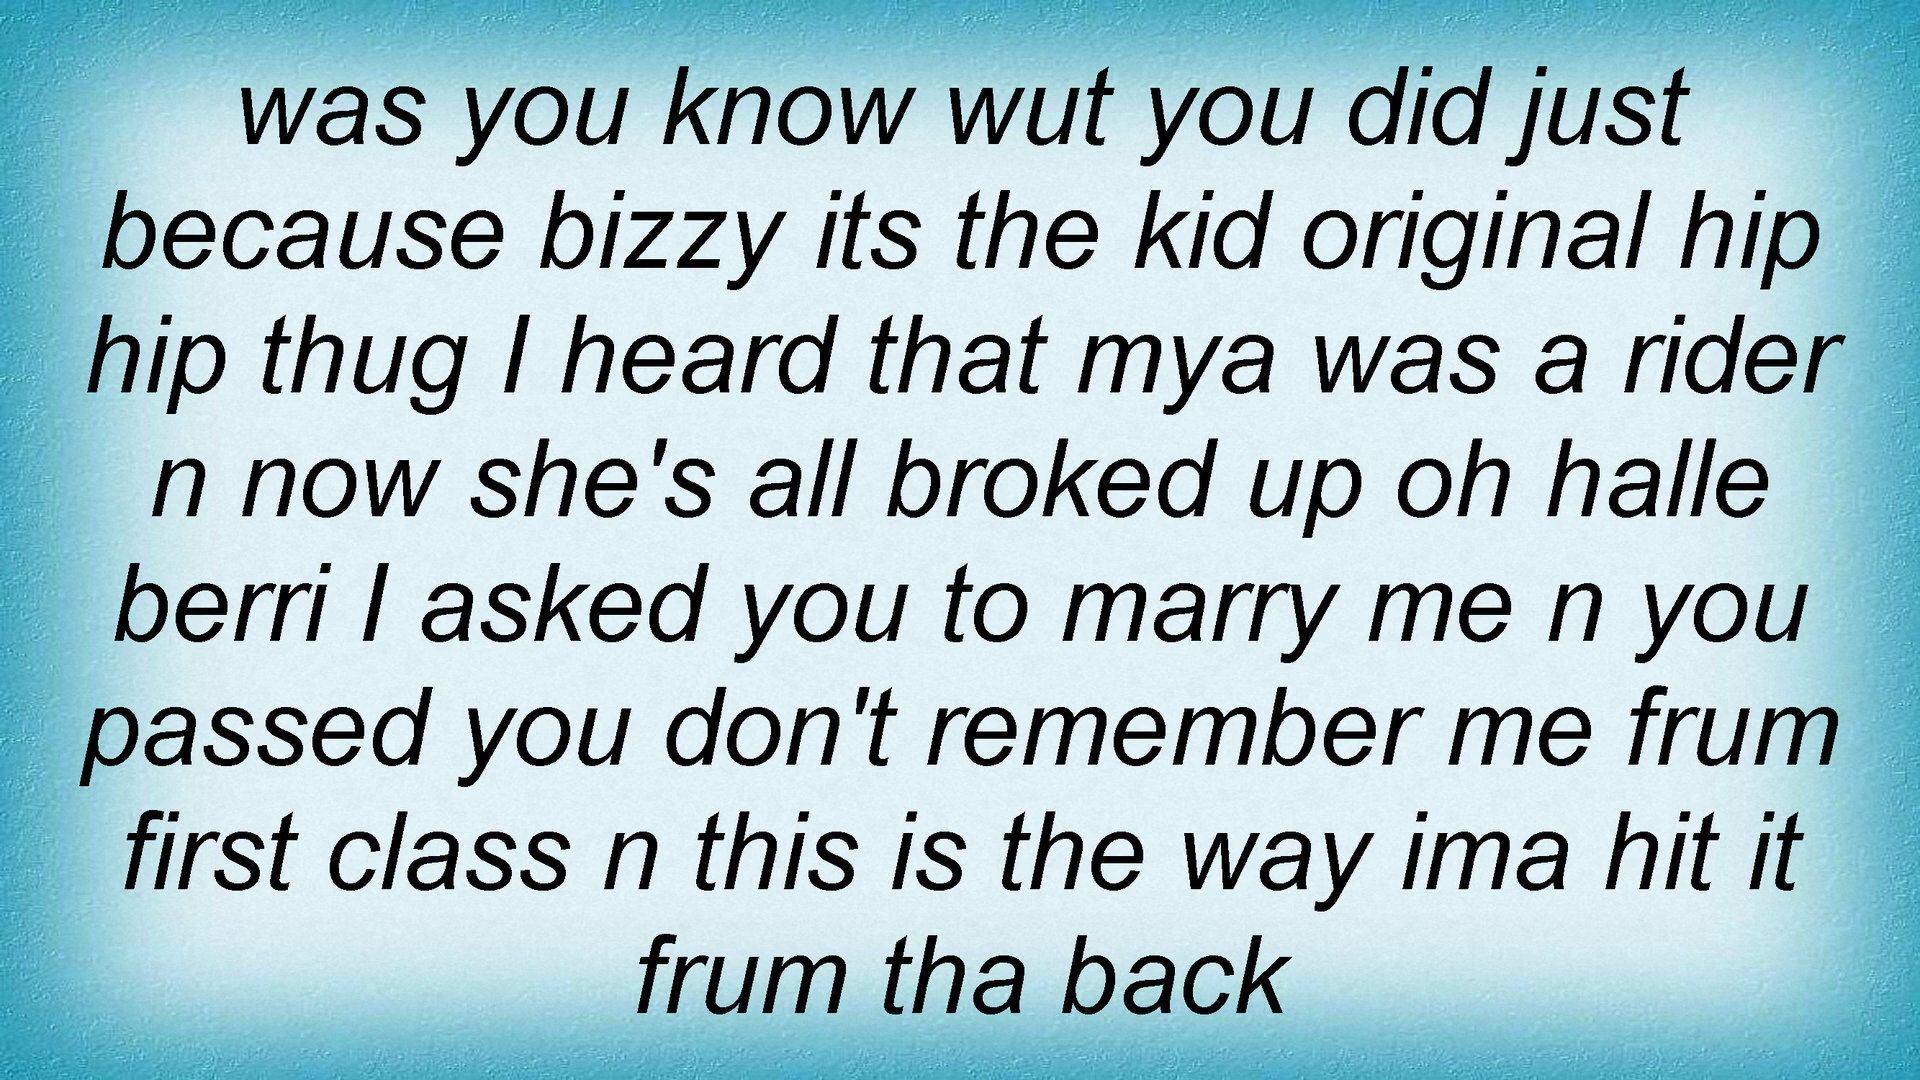 was you know wut you did just
because bizzy its the kid original hip
hip thug I heard that mya was a rider
n now she's all broked up oh halle
berri I asked you to marry me n you
passed you don't remember me frum
first class n this is the way ima hit it
frum tha back